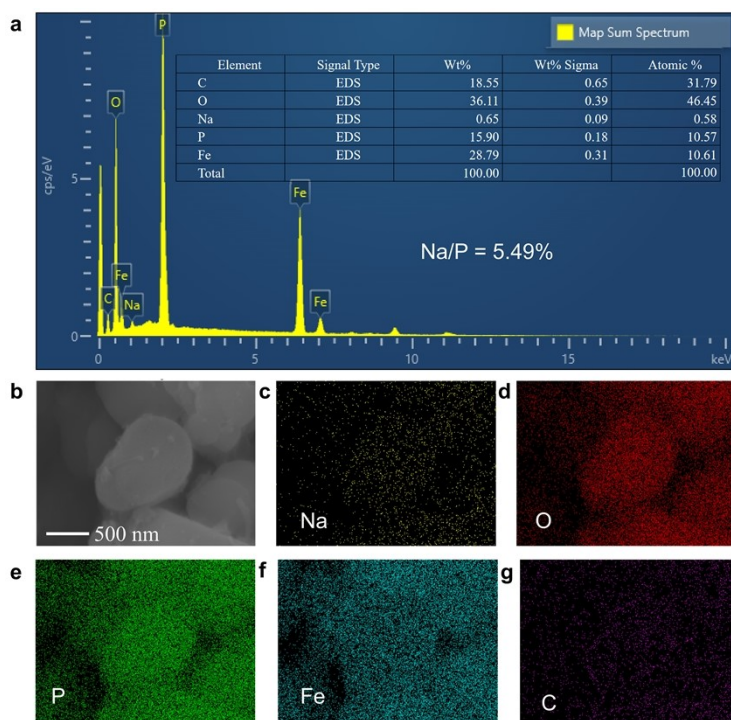 a
P
Map Sum Spectrum
Element Signal Type Wt% Wt% Sigma Atomic %
C EDS 18.55 0.65 31.79
O EDS 36.11 0.39 46.45
Na EDS 0.65 0.09 0.58
P EDS 15.90 0.18 10.57
Fe EDS 28.79 0.31 10.61
Total 100.00 100.00
O
cps/eV
5
Fe
Na/P = 5.49%
Fe
C
Na
Fe
0
0 5 10 15 keV
b
500 nm
c
Na
d
O
e
P
f
Fe
g
C